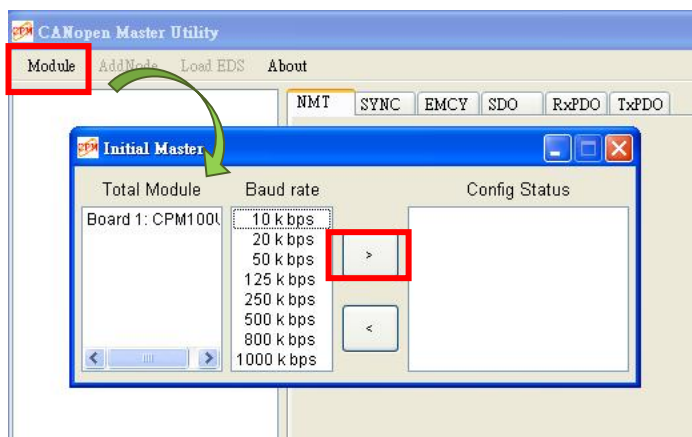 CPM CANopen Master Utility
Module AddNode Load EDS About
NMT SYNC EMCY SDO RxPDO TxPDO
CPM Initial Master
Total Module Baud rate Config Status
Board 1: CPM100U
10 k bps
20 k bps
50 k bps
125 k bps
250 k bps
500 k bps
800 k bps
1000 k bps
>
<